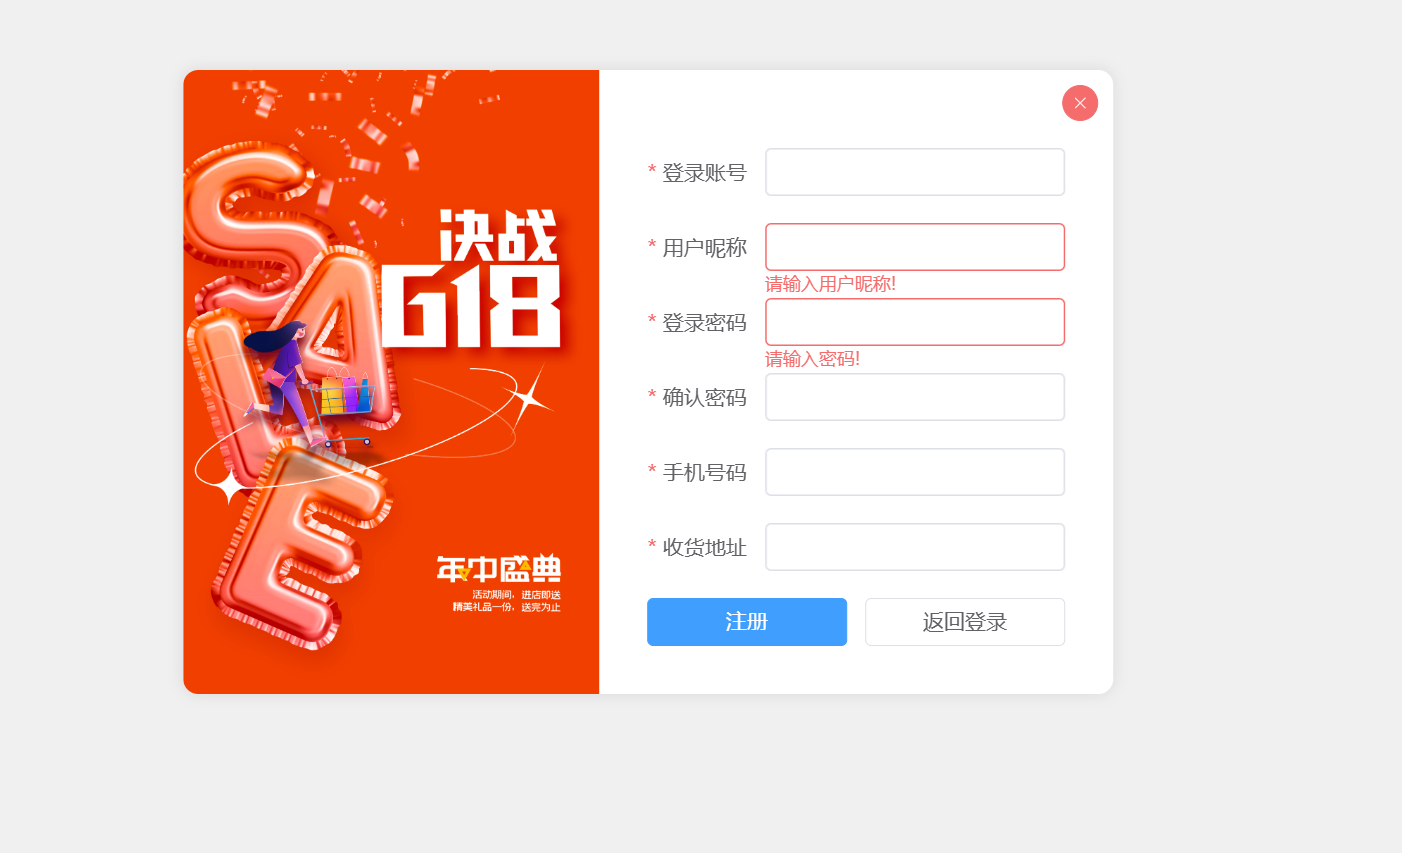 SALE
决战
618
年中盛典
活动期间，进店即送
精美礼品一份，送完为止
* 登录账号
* 用户昵称
请输入用户昵称!
* 登录密码
请输入密码!
* 确认密码
* 手机号码
* 收货地址
注册 返回登录